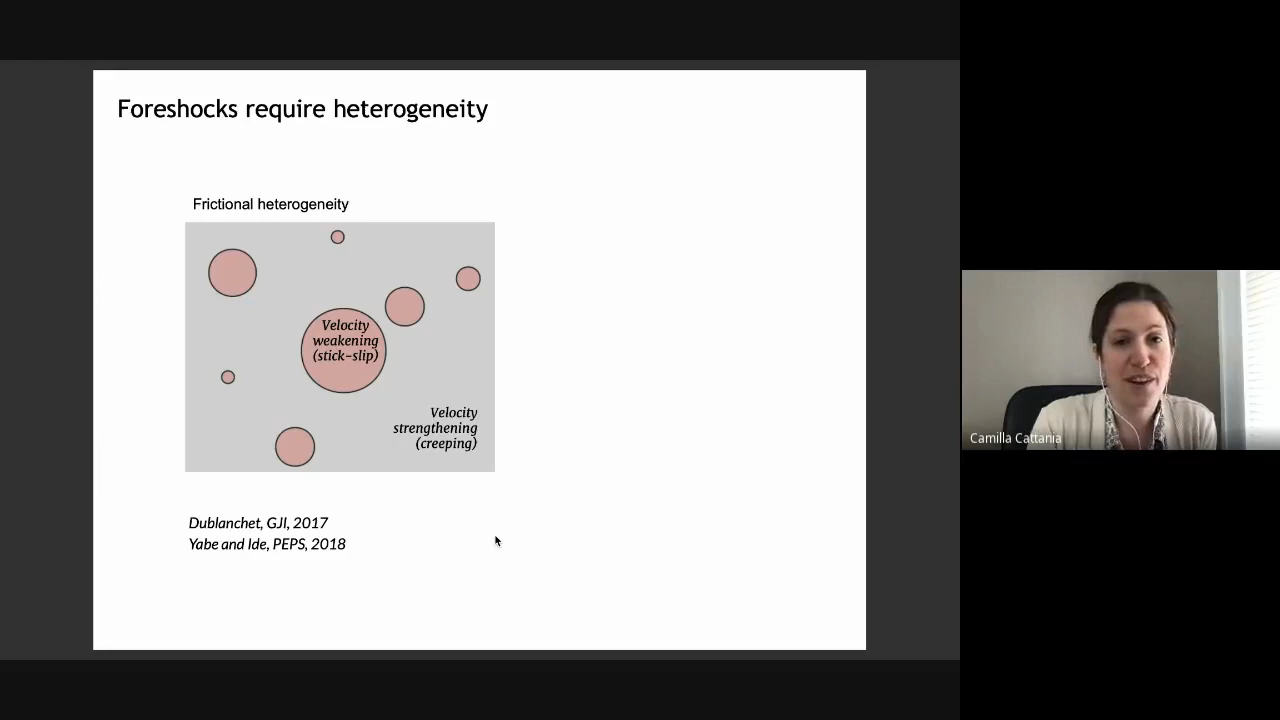 Foreshocks require heterogeneity
Frictional heterogeneity
Velocity
weakening
(stick-slip)
Velocity
strengthening
(creeping)
Dublanchet, GJI, 2017
Yabe and Ide, PEPS, 2018
Camilla Cattania